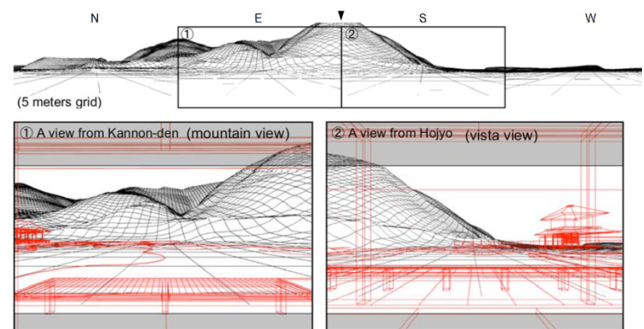 N E S W
① ②
(5 meters grid)
① A view from Kannon-den (mountain view)
② A view from Hojyo (vista view)